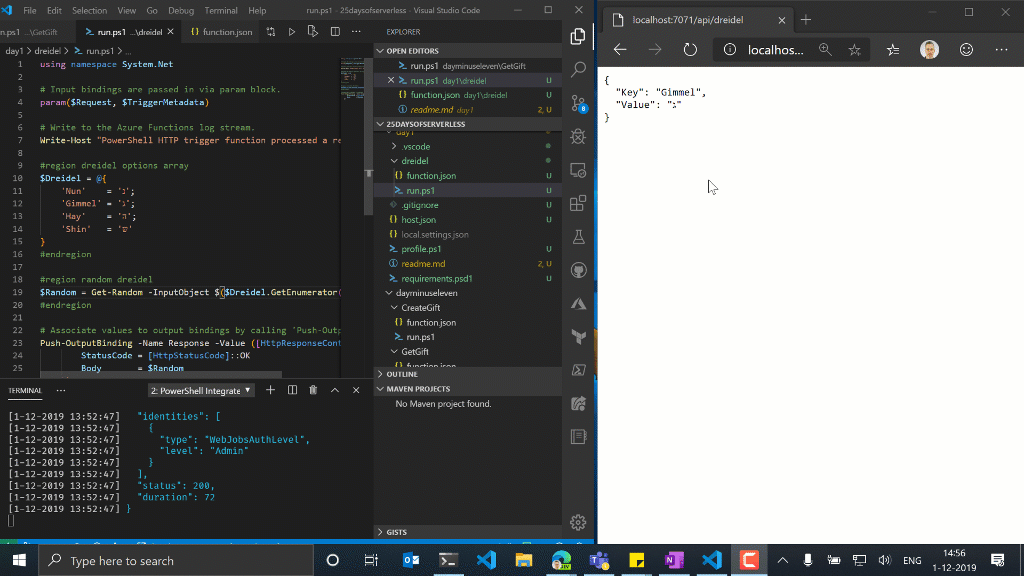 File Edit Selection View Go Debug Terminal Help run.ps1 - 25daysofserverless - Visual Studio Code
n.ps1 ...\GetGift
run.ps1 ...\dreidel
{} function.json
day1 > dreidel > run.ps1 > ...
1 using namespace System.Net
2
3 # Input bindings are passed in via param block.
4 param($Request, $TriggerMetadata)
5
6 # Write to the Azure Functions log stream.
7 Write-Host "PowerShell HTTP trigger function processed a re
8
9 #region dreidel options array
10 $Dreidel = @{
11 'Nun' = 'נ';
12 'Gimmel' = 'ג';
13 'Hay' = 'ה';
14 'Shin' = 'ש'
15 }
16 #endregion
17
18 #region random dreidel
19 $Random = Get-Random -InputObject $($Dreidel.GetEnumerator(
20 #endregion
21
22 # Associate values to output bindings by calling 'Push-Outp
23 Push-OutputBinding -Name Response -Value ([HttpResponseCont
24 StatusCode = [HttpStatusCode]::OK
25 Body = $Random
TERMINAL ... 2: PowerShell Integrate
[1-12-2019 13:52:47] "identities": [
[1-12-2019 13:52:47] {
[1-12-2019 13:52:47] "type": "WebJobsAuthLevel",
[1-12-2019 13:52:47] "level": "Admin"
[1-12-2019 13:52:47] }
[1-12-2019 13:52:47] ],
[1-12-2019 13:52:47] "status": 200,
[1-12-2019 13:52:47] "duration": 72
[1-12-2019 13:52:47] }
EXPLORER
OPEN EDITORS
run.ps1 dayminuseleven\GetGift
run.ps1 day1\dreidel U
{} function.json day1\dreidel U
readme.md day1 2, U
25DAYSOFSERVERLESS
day1
.vscode
dreidel
{} function.json U
run.ps1 U
.gitignore U
{} host.json U
{} local.settings.json
profile.ps1 U
readme.md 2, U
requirements.psd1 U
dayminuseleven
CreateGift
{} function.json
run.ps1
GetGift
{} function.json
OUTLINE
MAVEN PROJECTS
No Maven project found.
GISTS
8
localhost:7071/api/dreidel
localhos...
{
"Key": "Gimmel",
"Value": "ג"
}
Type here to search
ENG
14:56
1-12-2019